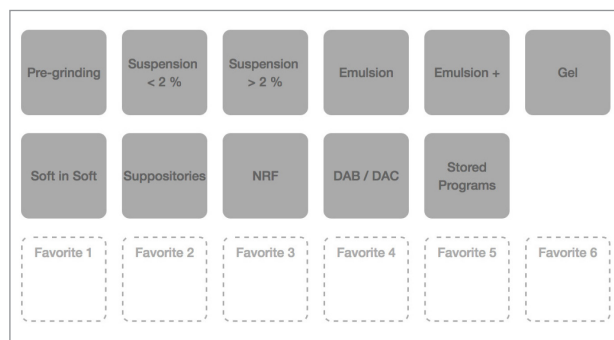 Pre-grinding
Suspension
< 2 %
Suspension
> 2 %
Emulsion
Emulsion +
Gel
Soft in Soft
Suppositories
NRF
DAB / DAC
Stored
Programs
Favorite 1
Favorite 2
Favorite 3
Favorite 4
Favorite 5
Favorite 6